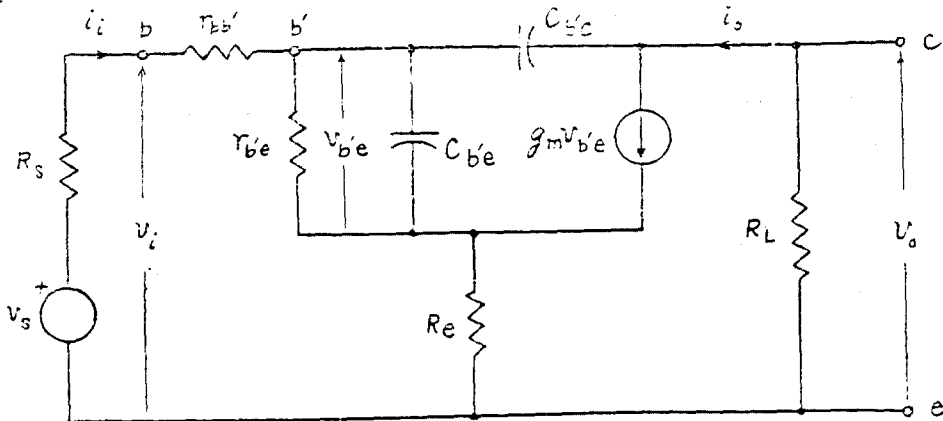 i_i
b
r_bb'
b'
C_b'c
i_o
c
R_s
v_i
r_b'e
v_b'e
C_b'e
g_m v_b'e
R_L
v_o
+
v_s
R_e
e